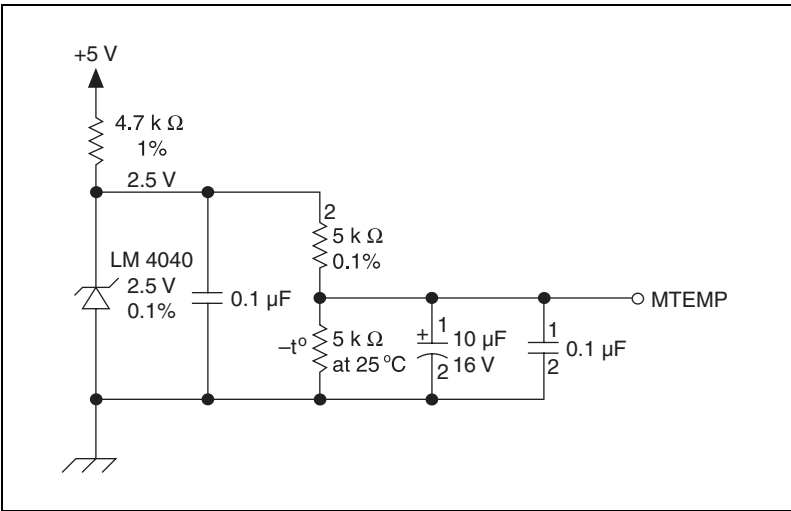 +5 V
4.7 k Ω
1%
2.5 V
2
5 k Ω
0.1%
LM 4040
2.5 V
0.1%
0.1 µF
MTEMP
–t°
5 k Ω
at 25 °C
+
1
10 µF
16 V
2
1
0.1 µF
2